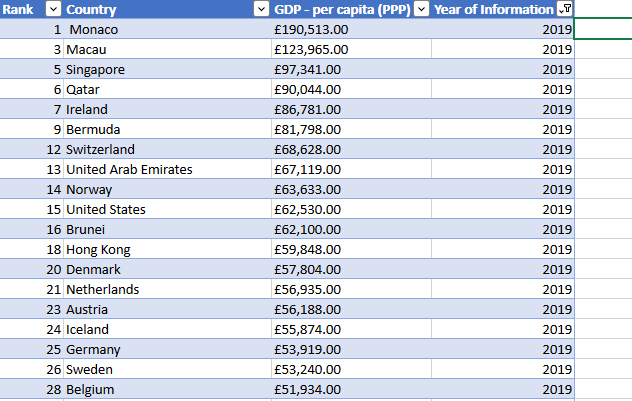 Rank Country GDP - per capita (PPP) Year of Information
1 Monaco £190,513.00 2019
3 Macau £123,965.00 2019
5 Singapore £97,341.00 2019
6 Qatar £90,044.00 2019
7 Ireland £86,781.00 2019
9 Bermuda £81,798.00 2019
12 Switzerland £68,628.00 2019
13 United Arab Emirates £67,119.00 2019
14 Norway £63,633.00 2019
15 United States £62,530.00 2019
16 Brunei £62,100.00 2019
18 Hong Kong £59,848.00 2019
20 Denmark £57,804.00 2019
21 Netherlands £56,935.00 2019
23 Austria £56,188.00 2019
24 Iceland £55,874.00 2019
25 Germany £53,919.00 2019
26 Sweden £53,240.00 2019
28 Belgium £51,934.00 2019